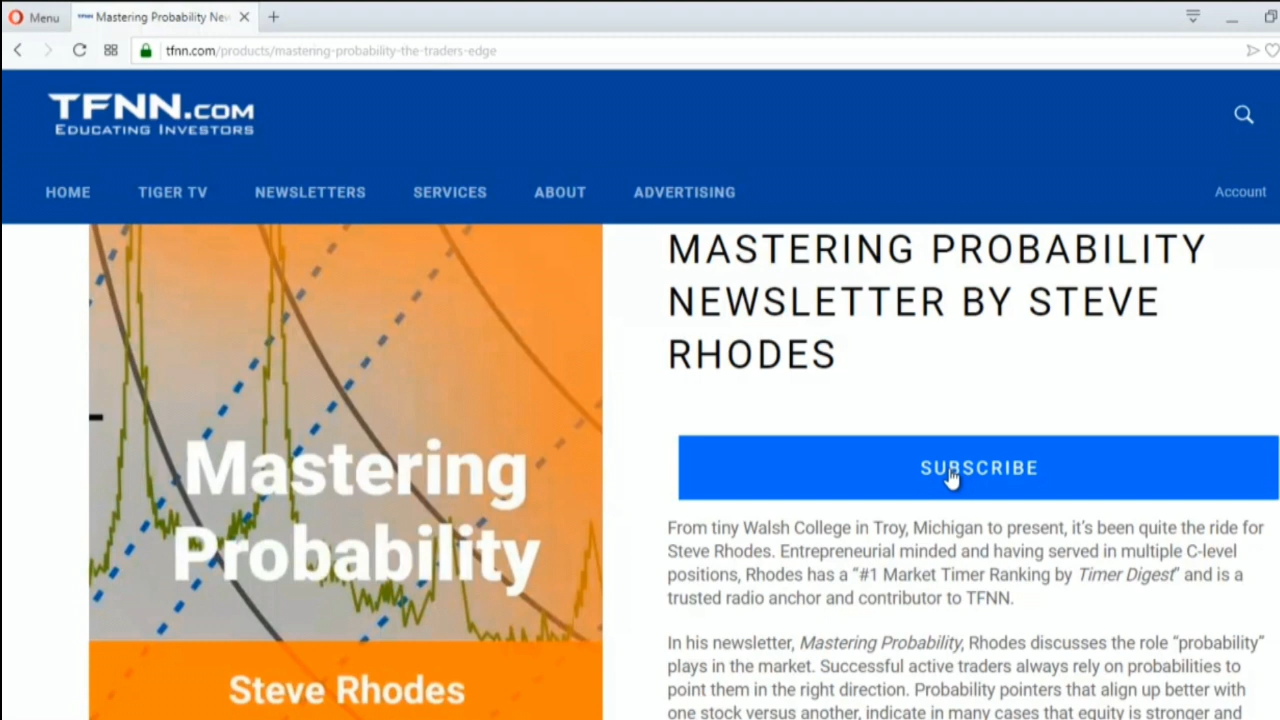 Menu
Mastering Probability New
tfnn.com/products/mastering-probability-the-traders-edge
TFNN.COM
EDUCATING INVESTORS
HOME TIGER TV NEWSLETTERS SERVICES ABOUT ADVERTISING Account
MASTERING PROBABILITY
NEWSLETTER BY STEVE
RHODES
Mastering
Probability
Steve Rhodes
SUBSCRIBE
From tiny Walsh College in Troy, Michigan to present, it’s been quite the ride for
Steve Rhodes. Entrepreneurial minded and having served in multiple C-level
positions, Rhodes has a “#1 Market Timer Ranking by Timer Digest” and is a
trusted radio anchor and contributor to TFNN.
In his newsletter, Mastering Probability, Rhodes discusses the role “probability”
plays in the market. Successful active traders always rely on probabilities to
point them in the right direction. Probability pointers that align up better with
one stock versus another, indicate in many cases that equity is stronger and